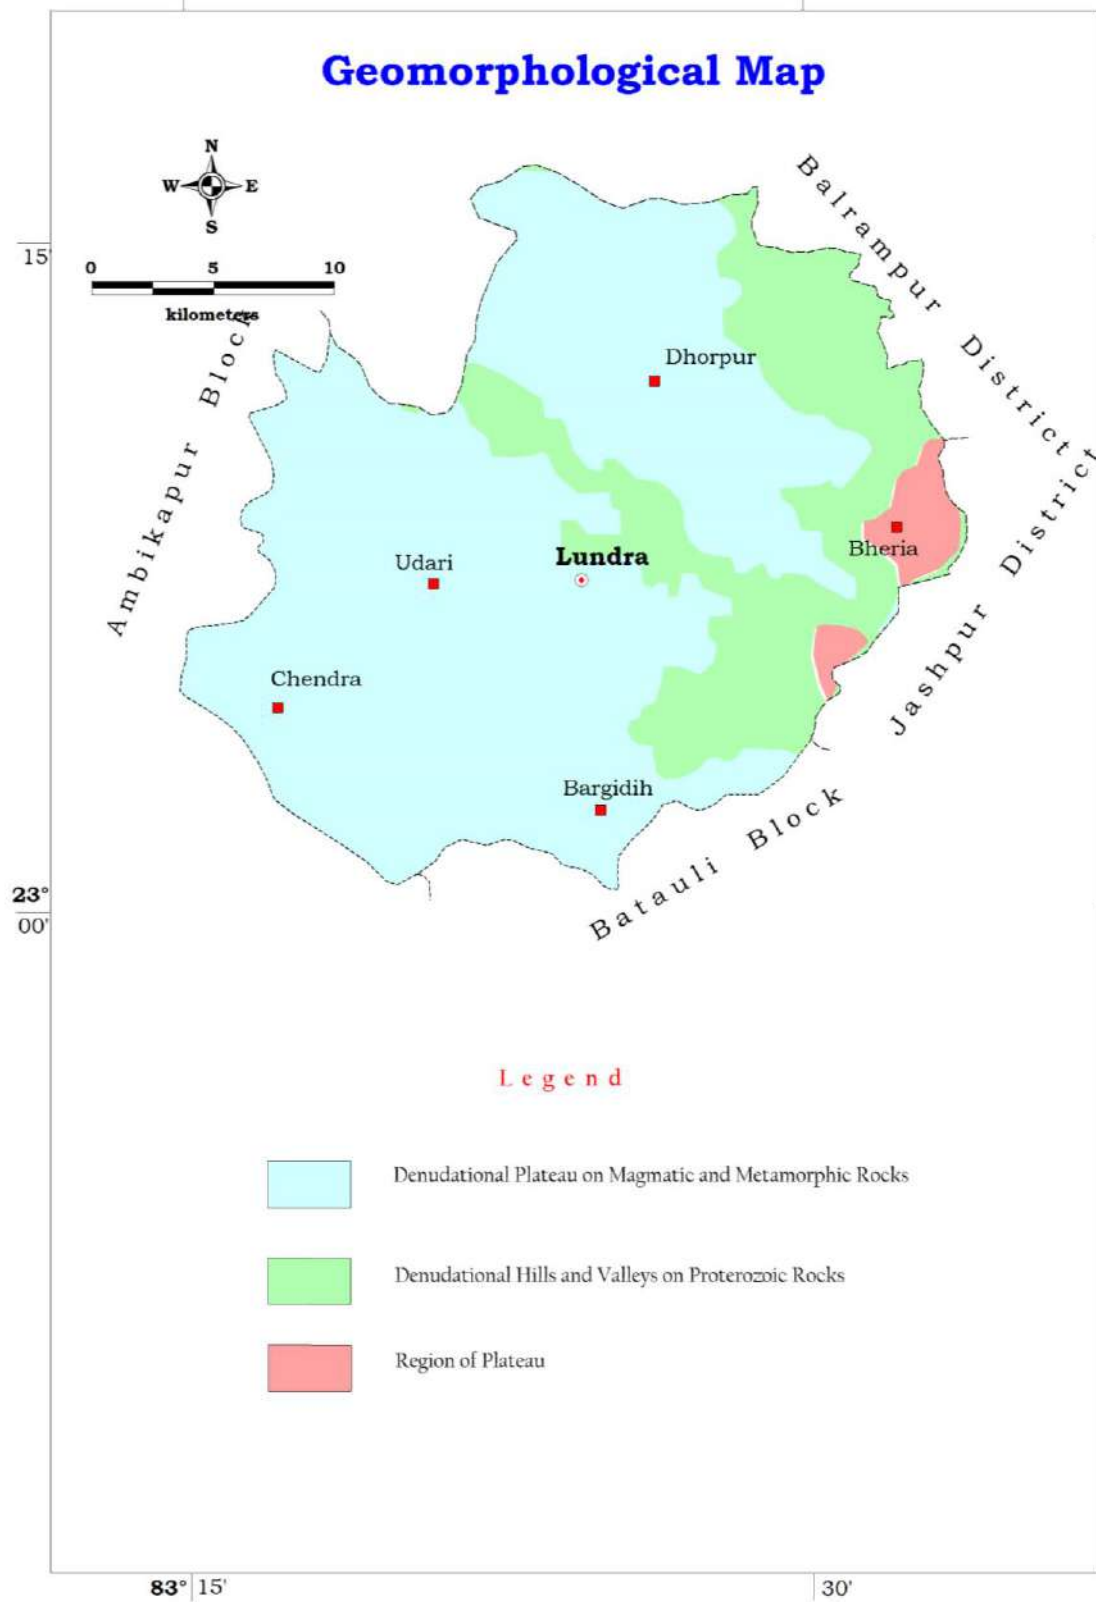 Geomorphological Map
N
W E
S
15'
0 5 10
kilometers
Balrampur District
Ambikapur Block
Dhorpur
Jashpur District
Bheria
Lundra
Udari
Chendra
Bargidih
Batauli Block
23°
00'
Legend
Denudational Plateau on Magmatic and Metamorphic Rocks
Denudational Hills and Valleys on Proterozoic Rocks
Region of Plateau
83° 15' 30'